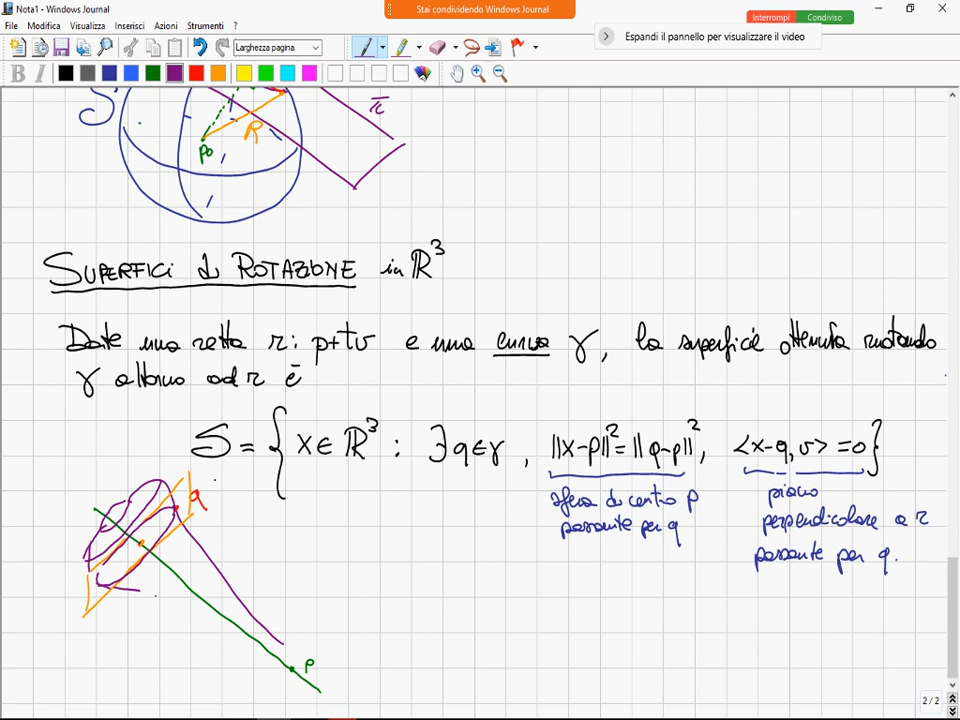 Nota1 - Windows Journal
Stai condividendo Windows Journal
Interrompi Condiviso
File Modifica Visualizza Inserisci Azioni Strumenti ?
Espandi il pannello per visualizzare il video
Larghezza pagina
B I
S π
R
p0
SUPERFICI di ROTAZIONE in ℝ³
Date una retta r: p+tv e una curva γ, la superficie ottenuta ruotando
γ attorno ad r è
S = { x ∈ ℝ³ : ∃ q ∈ γ, ||x-p||² = ||q-p||², <x-q, v> = 0 }
sfera di centro p
passante per q
piano
perpendicolare a r
passante per q.
q
p
2 / 2